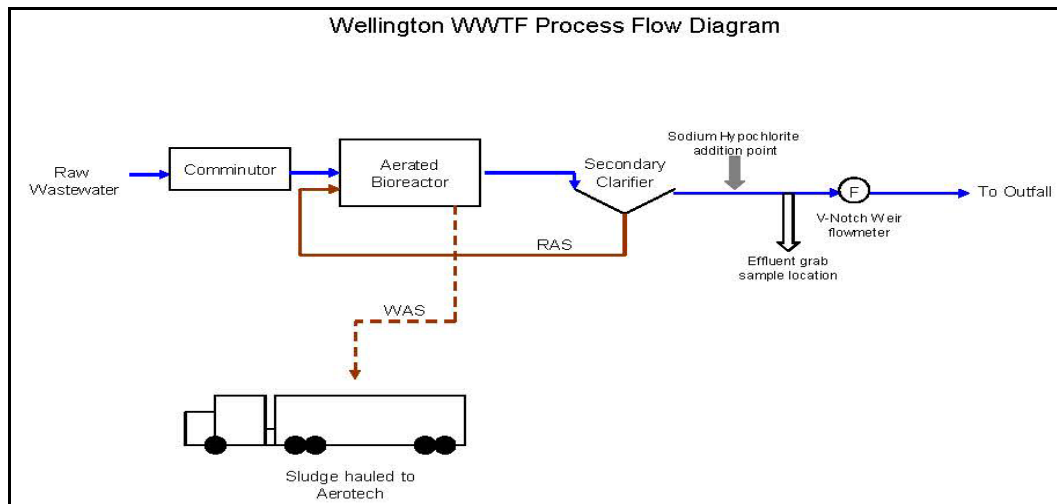 Wellington WWTF Process Flow Diagram
Sodium Hypochlorite
addition point
Raw
Wastewater
Comminutor
Aerated
Bioreactor
Secondary
Clarifier
F
To Outfall
V-Notch Weir
flowmeter
RAS
Effluent grab
sample location
WAS
Sludge hauled to
Aerotech